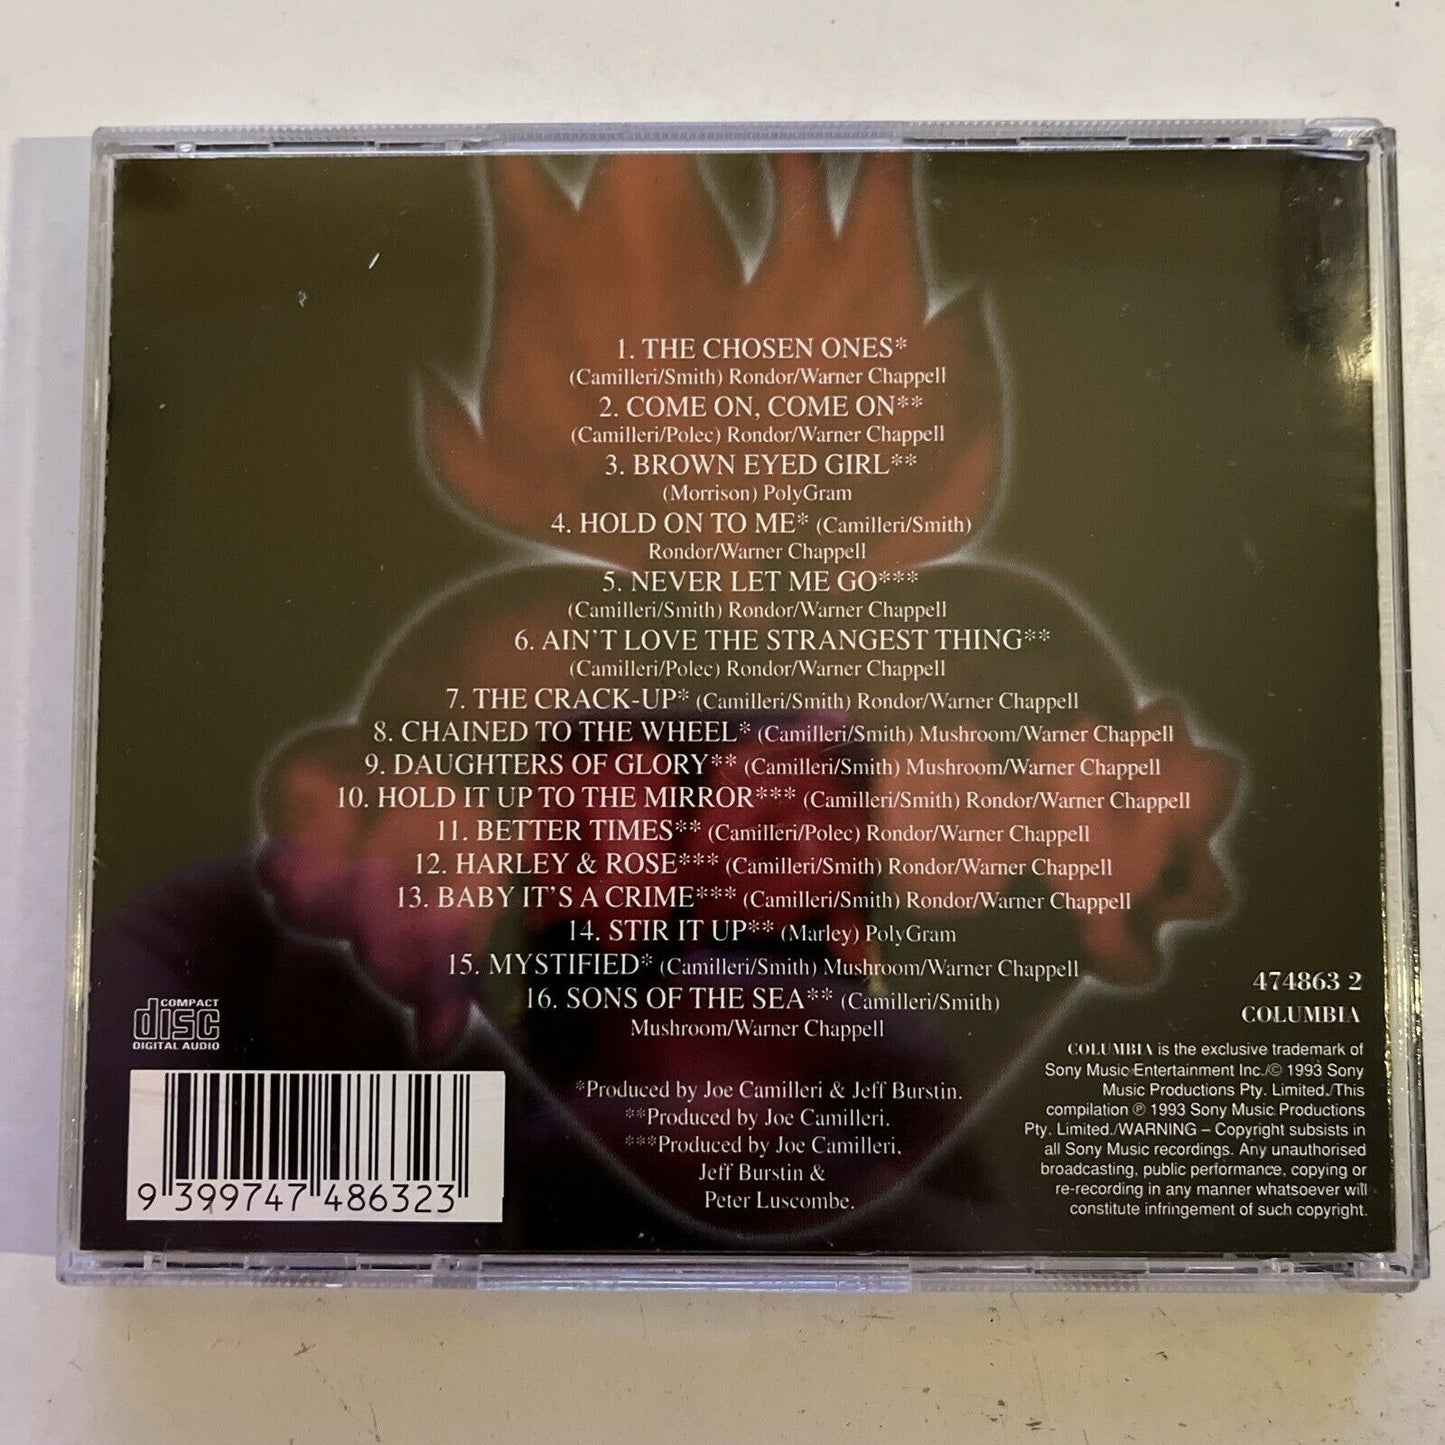 1. THE CHOSEN ONES*
(Camilleri/Smith) Rondor/Warner Chappell
2. COME ON, COME ON**
(Camilleri/Polec) Rondor/Warner Chappell
3. BROWN EYED GIRL**
(Morrison) PolyGram
4. HOLD ON TO ME* (Camilleri/Smith)
Rondor/Warner Chappell
5. NEVER LET ME GO***
(Camilleri/Smith) Rondor/Warner Chappell
6. AIN'T LOVE THE STRANGEST THING**
(Camilleri/Polec) Rondor/Warner Chappell
7. THE CRACK-UP* (Camilleri/Smith) Rondor/Warner Chappell
8. CHAINED TO THE WHEEL* (Camilleri/Smith) Mushroom/Warner Chappell
9. DAUGHTERS OF GLORY** (Camilleri/Smith) Mushroom/Warner Chappell
10. HOLD IT UP TO THE MIRROR*** (Camilleri/Smith) Rondor/Warner Chappell
11. BETTER TIMES** (Camilleri/Polec) Rondor/Warner Chappell
12. HARLEY & ROSE*** (Camilleri/Smith) Rondor/Warner Chappell
13. BABY IT'S A CRIME*** (Camilleri/Smith) Rondor/Warner Chappell
14. STIR IT UP** (Marley) PolyGram
15. MYSTIFIED* (Camilleri/Smith) Mushroom/Warner Chappell
16. SONS OF THE SEA** (Camilleri/Smith)
Mushroom/Warner Chappell
*Produced by Joe Camilleri & Jeff Burstin.
**Produced by Joe Camilleri.
***Produced by Joe Camilleri,
Jeff Burstin &
Peter Luscombe.
COMPACT
disc
DIGITAL AUDIO
9 399747 486323
474863 2
COLUMBIA
COLUMBIA is the exclusive trademark of
Sony Music Entertainment Inc./© 1993 Sony
Music Productions Pty. Limited./This
compilation ℗ 1993 Sony Music Productions
Pty. Limited./WARNING – Copyright subsists in
all Sony Music recordings. Any unauthorised
broadcasting, public performance, copying or
re-recording in any manner whatsoever will
constitute infringement of such copyright.